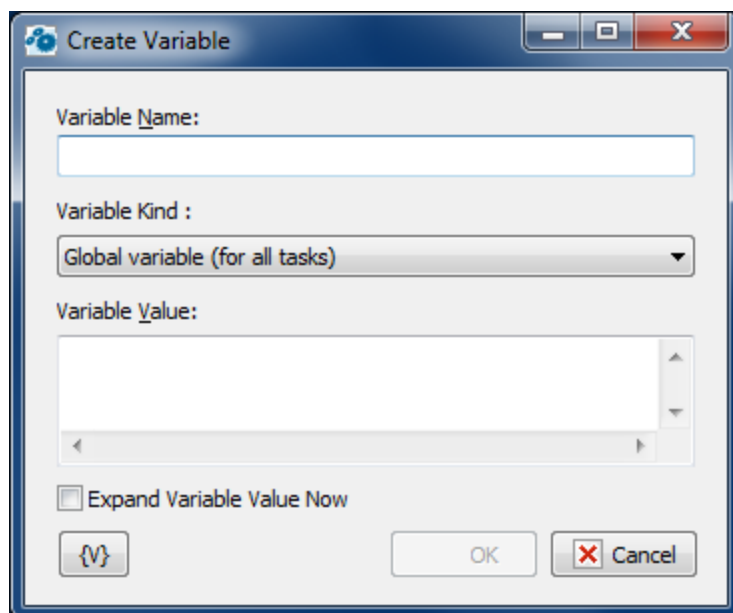 Create Variable
Variable Name:
Variable Kind :
Global variable (for all tasks)
Variable Value:
Expand Variable Value Now
{V} OK Cancel